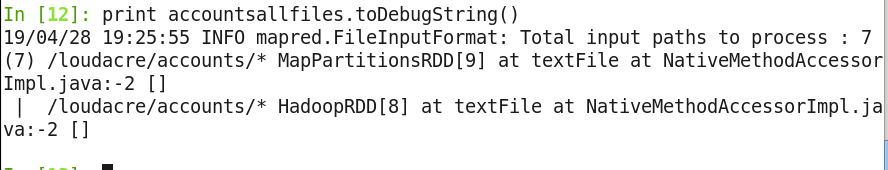 In [12]: print accountsallfiles.toDebugString()
19/04/28 19:25:55 INFO mapred.FileInputFormat: Total input paths to process : 7
(7) /loudacre/accounts/* MapPartitionsRDD[9] at textFile at NativeMethodAccessor
Impl.java:-2 []
 |  /loudacre/accounts/* HadoopRDD[8] at textFile at NativeMethodAccessorImpl.ja
va:-2 []